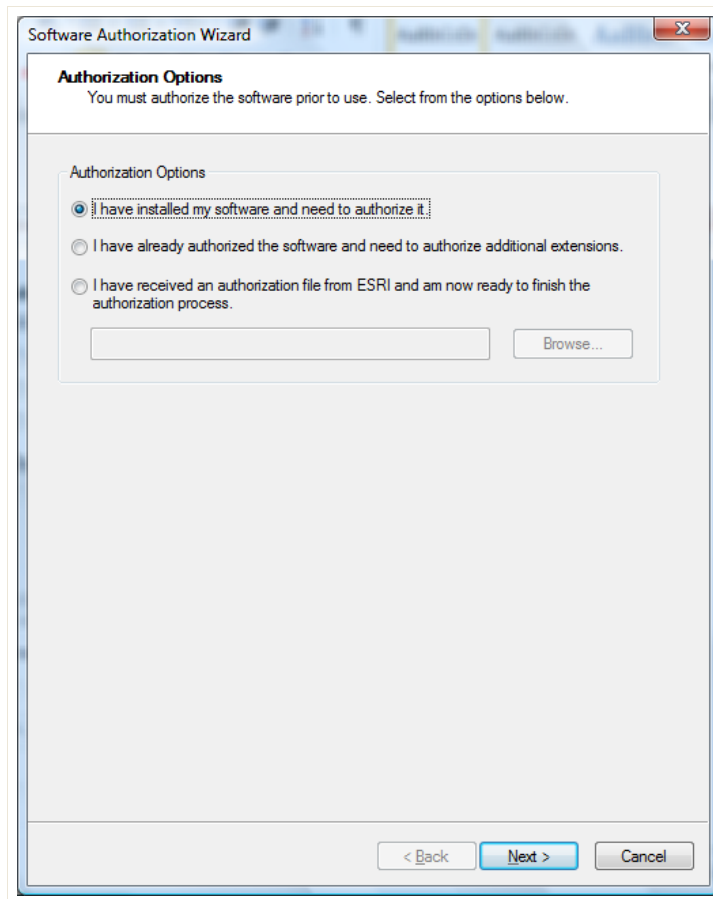 Software Authorization Wizard
Authorization Options
You must authorize the software prior to use. Select from the options below.
Authorization Options
I have installed my software and need to authorize it.
I have already authorized the software and need to authorize additional extensions.
I have received an authorization file from ESRI and am now ready to finish the
authorization process.
Browse...
< Back Next > Cancel